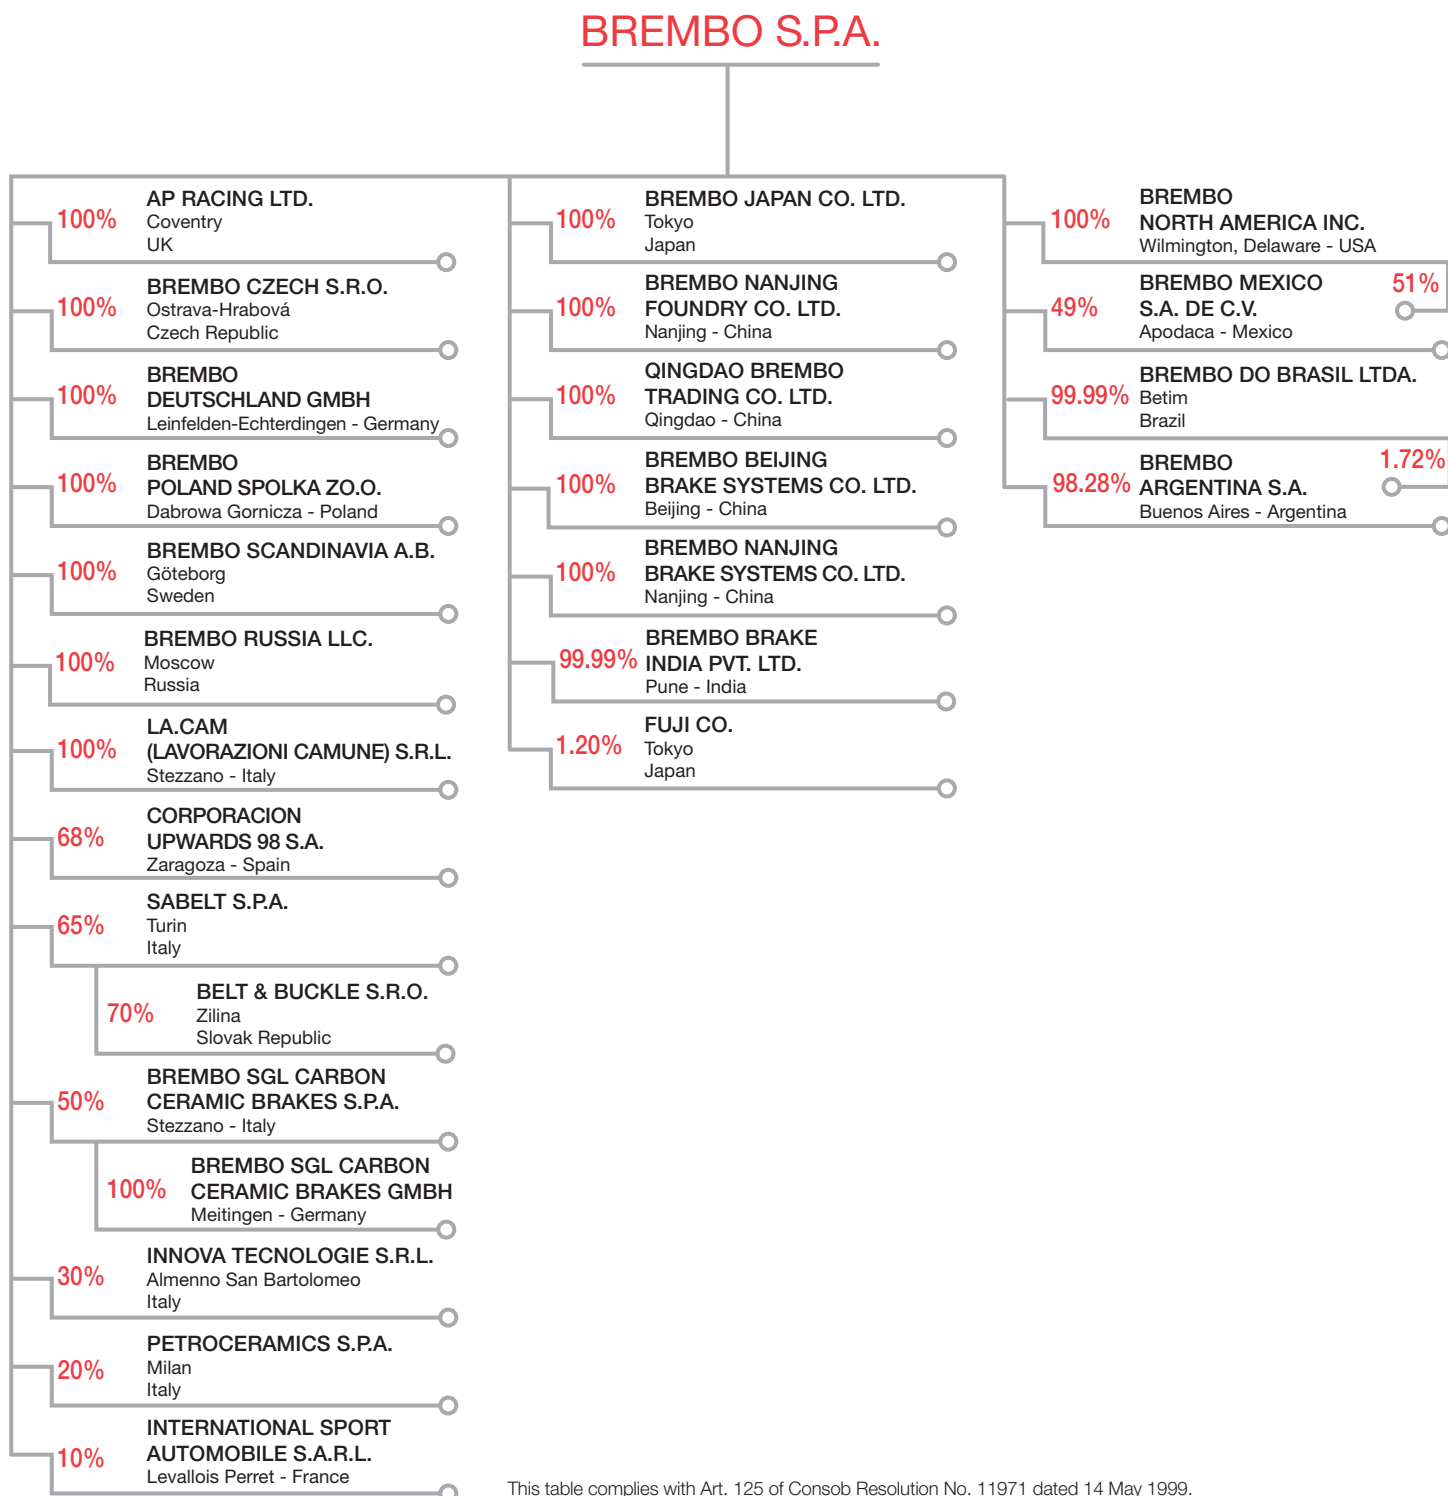 BREMBO S.P.A.
100%
AP RACING LTD.
Coventry
UK
100%
BREMBO CZECH S.R.O.
Ostrava-Hrabová
Czech Republic
100%
BREMBO
DEUTSCHLAND GMBH
Leinfelden-Echterdingen - Germany
100%
BREMBO
POLAND SPOLKA ZO.O.
Dabrowa Gornicza - Poland
100%
BREMBO SCANDINAVIA A.B.
Göteborg
Sweden
100%
BREMBO RUSSIA LLC.
Moscow
Russia
100%
LA.CAM
(LAVORAZIONI CAMUNE) S.R.L.
Stezzano - Italy
68%
CORPORACION
UPWARDS 98 S.A.
Zaragoza - Spain
65%
SABELT S.P.A.
Turin
Italy
70%
BELT & BUCKLE S.R.O.
Zilina
Slovak Republic
50%
BREMBO SGL CARBON
CERAMIC BRAKES S.P.A.
Stezzano - Italy
100%
BREMBO SGL CARBON
CERAMIC BRAKES GMBH
Meitingen - Germany
30%
INNOVA TECNOLOGIE S.R.L.
Almenno San Bartolomeo
Italy
20%
PETROCERAMICS S.P.A.
Milan
Italy
10%
INTERNATIONAL SPORT
AUTOMOBILE S.A.R.L.
Levallois Perret - France
100%
BREMBO JAPAN CO. LTD.
Tokyo
Japan
100%
BREMBO NANJING
FOUNDRY CO. LTD.
Nanjing - China
100%
QINGDAO BREMBO
TRADING CO. LTD.
Qingdao - China
100%
BREMBO BEIJING
BRAKE SYSTEMS CO. LTD.
Beijing - China
100%
BREMBO NANJING
BRAKE SYSTEMS CO. LTD.
Nanjing - China
99.99%
BREMBO BRAKE
INDIA PVT. LTD.
Pune - India
1.20%
FUJI CO.
Tokyo
Japan
100%
BREMBO
NORTH AMERICA INC.
Wilmington, Delaware - USA
49%
BREMBO MEXICO
S.A. DE C.V.
Apodaca - Mexico
51%
99.99%
BREMBO DO BRASIL LTDA.
Betim
Brazil
98.28%
BREMBO
ARGENTINA S.A.
Buenos Aires - Argentina
1.72%
This table complies with Art. 125 of Consob Resolution No. 11971 dated 14 May 1999.